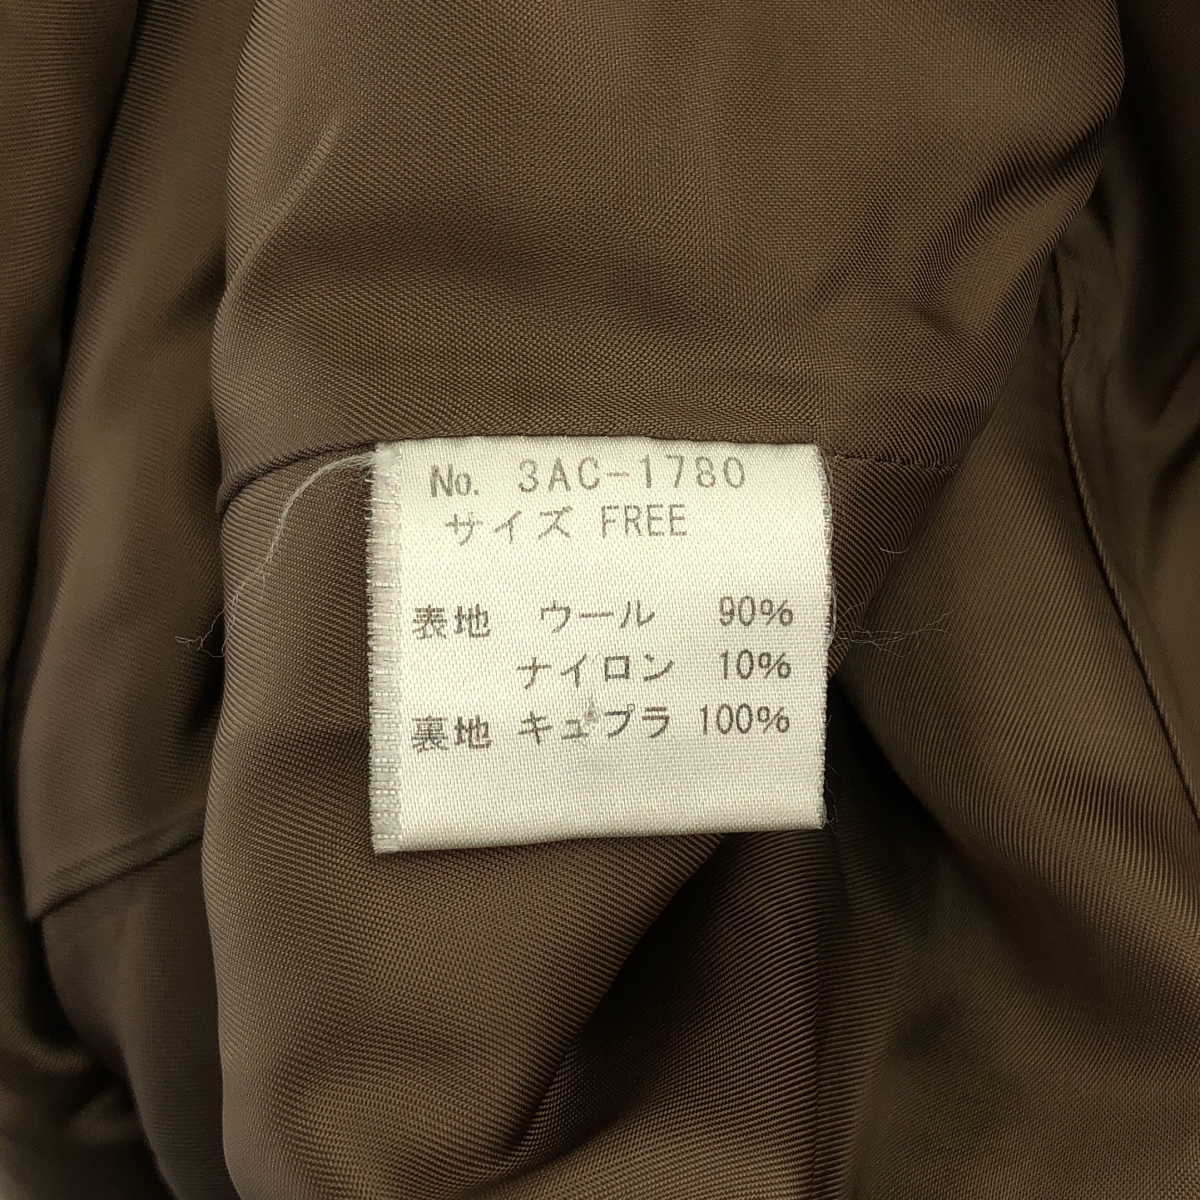 No. 3AC-1780
サイズ FREE
表地 ウール 90%
ナイロン 10%
裏地 キュプラ 100%